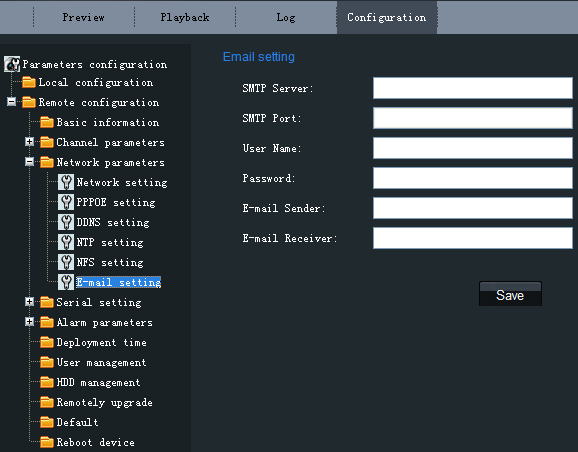 Preview Playback Log Configuration
Parameters configuration
Local configuration
Remote configuration
Basic information
Channel parameters
Network parameters
Network setting
PPPOE setting
DDNS setting
NTP setting
NFS setting
E-mail setting
Serial setting
Alarm parameters
Deployment time
User management
HDD management
Remotely upgrade
Default
Reboot device
Email setting
SMTP Server:
SMTP Port:
User Name:
Password:
E-mail Sender:
E-mail Receiver:
Save